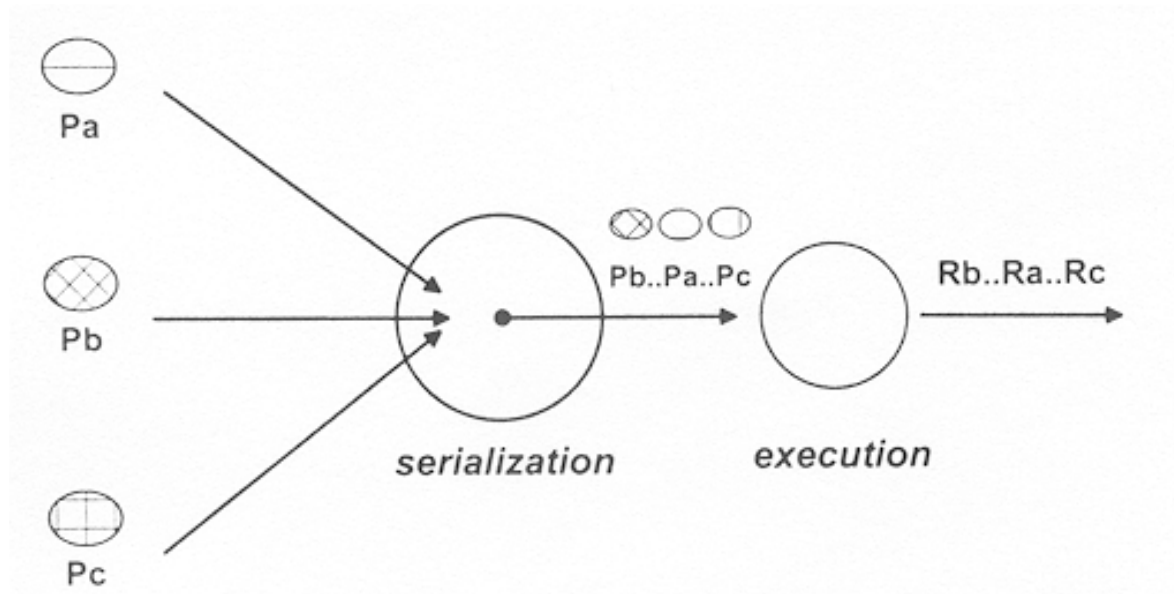 Pa
Pb
Pc
serialization
Pb..Pa..Pc
execution
Rb..Ra..Rc